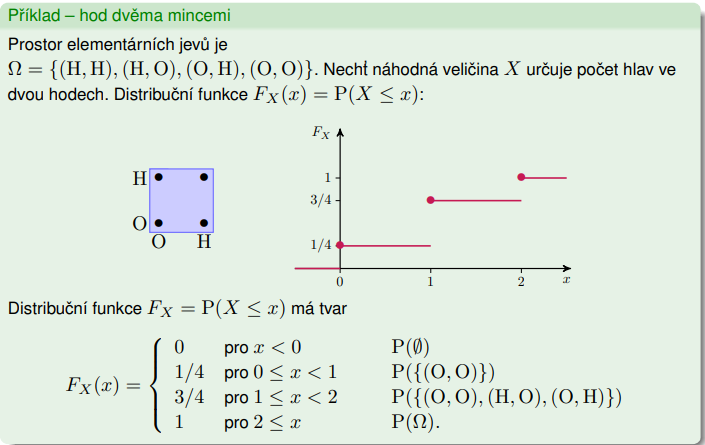 Příklad – hod dvěma mincemi
Prostor elementárních jevů je
Ω = {(H, H), (H, O), (O, H), (O, O)}. Nechť náhodná veličina X určuje počet hlav ve
dvou hodech. Distribuční funkce F_X(x) = P(X ≤ x):
F_X
1
3/4
1/4
0 1 2 x
H
O
O H
Distribuční funkce F_X = P(X ≤ x) má tvar
F_X(x) = {
0 pro x < 0 P(∅)
1/4 pro 0 ≤ x < 1 P({(O, O)})
3/4 pro 1 ≤ x < 2 P({(O, O), (H, O), (O, H)})
1 pro 2 ≤ x P(Ω).